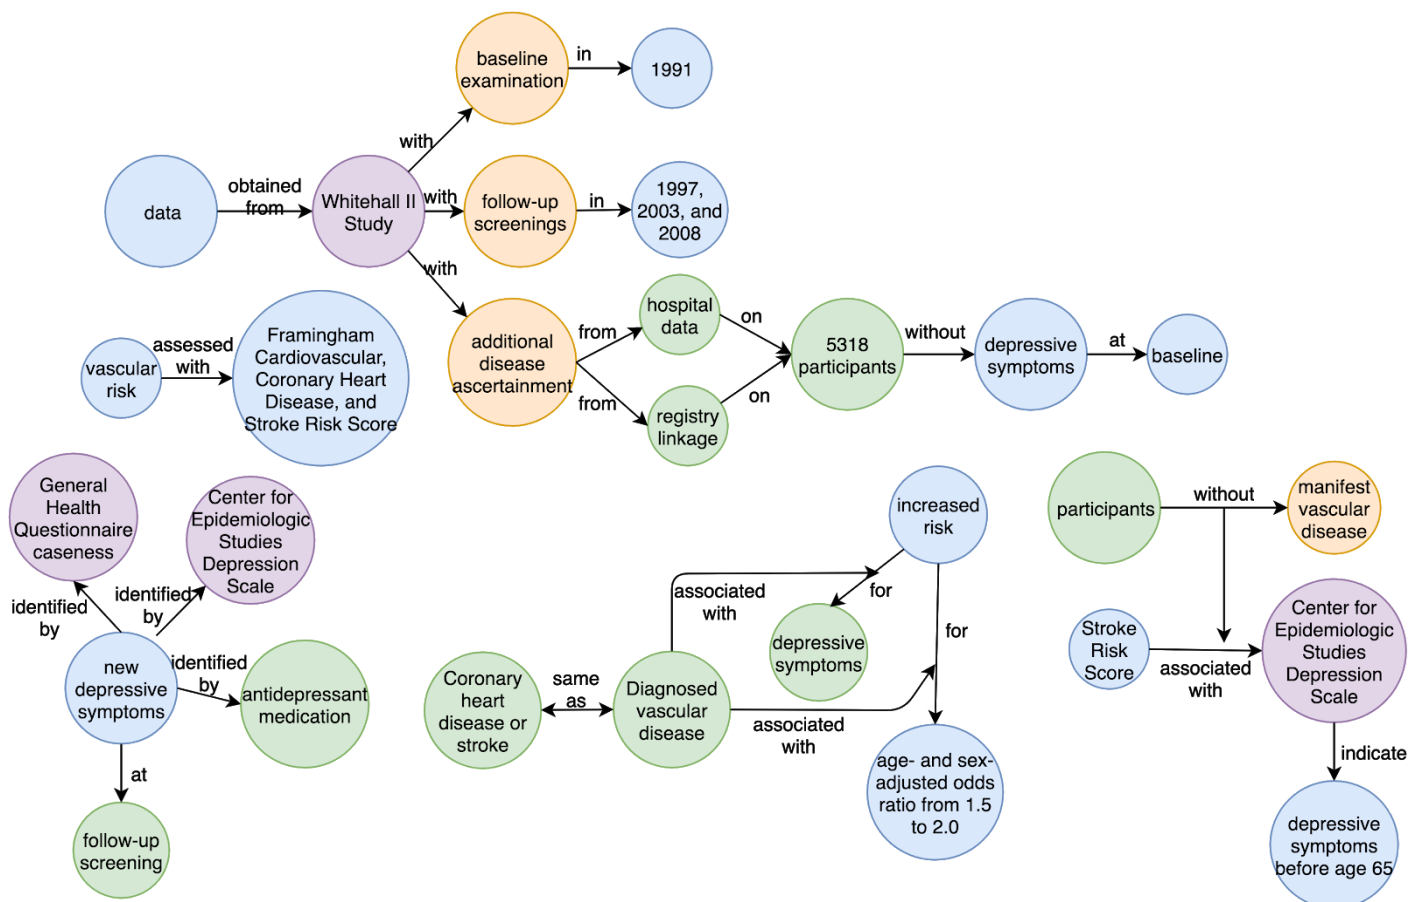 baseline
examination
in
1991
with
data
obtained
from
Whitehall II
Study
with
follow-up
screenings
in
1997,
2003, and
2008
with
additional
disease
ascertainment
from
hospital
data
on
from
registry
linkage
on
5318
participants
without
depressive
symptoms
at
baseline
vascular
risk
assessed
with
Framingham
Cardiovascular,
Coronary Heart
Disease, and
Stroke Risk Score
General
Health
Questionnaire
caseness
Center for
Epidemiologic
Studies
Depression
Scale
identified
by
identified
by
new
depressive
symptoms
identified
by
antidepressant
medication
at
follow-up
screening
increased
risk
associated
with
for
depressive
symptoms
for
Coronary
heart
disease or
stroke
same
as
Diagnosed
vascular
disease
associated
with
age- and sex-
adjusted odds
ratio from 1.5
to 2.0
participants
without
manifest
vascular
disease
Stroke
Risk
Score
associated
with
Center for
Epidemiologic
Studies
Depression
Scale
indicate
depressive
symptoms
before age 65